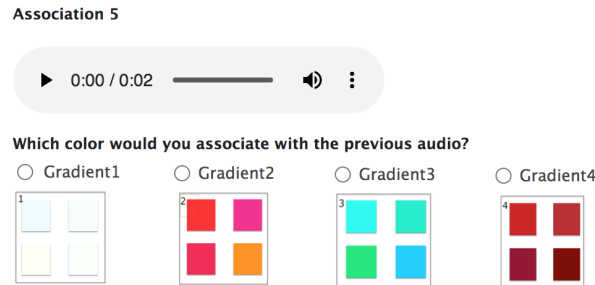 Association 5
0:00 / 0:02
Which color would you associate with the previous audio?
Gradient1 Gradient2 Gradient3 Gradient4
1 2 3 4